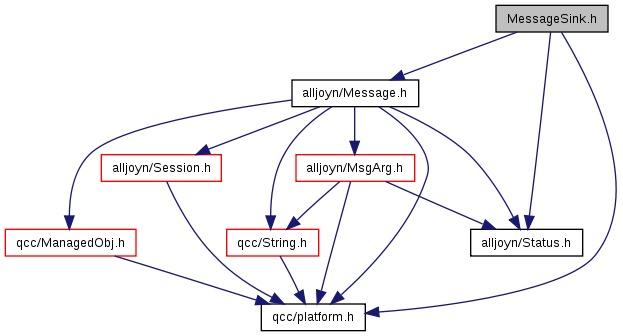 MessageSink.h
alljoyn/Message.h
alljoyn/Session.h
alljoyn/MsgArg.h
qcc/ManagedObj.h
qcc/String.h
alljoyn/Status.h
qcc/platform.h